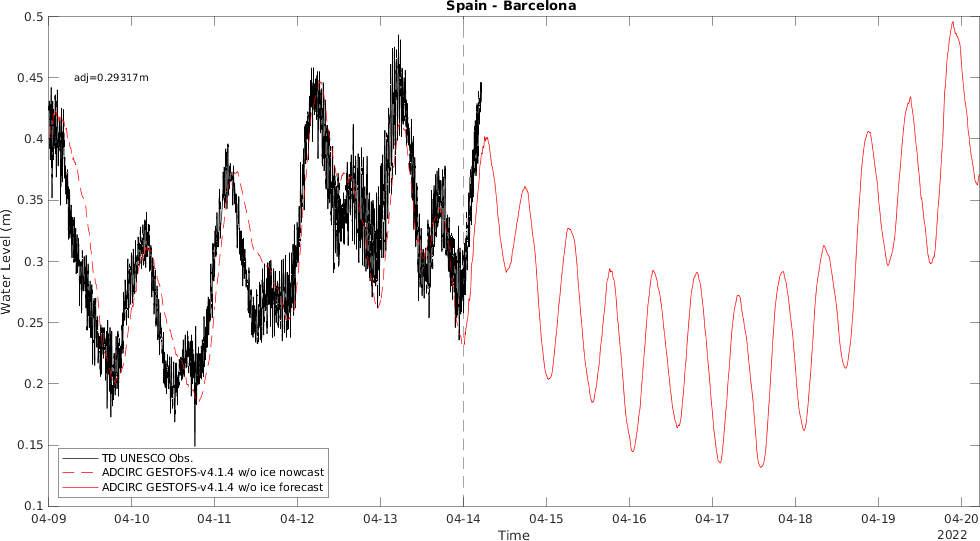 Spain - Barcelona
0.5
0.45
0.4
0.35
0.3
0.25
0.2
0.15
0.1
Water Level (m)
adj=0.29317m
TD UNESCO Obs.
ADCIRC GESTOFS-v4.1.4 w/o ice nowcast
ADCIRC GESTOFS-v4.1.4 w/o ice forecast
04-09 04-10 04-11 04-12 04-13 04-14 04-15 04-16 04-17 04-18 04-19 04-20
Time
2022